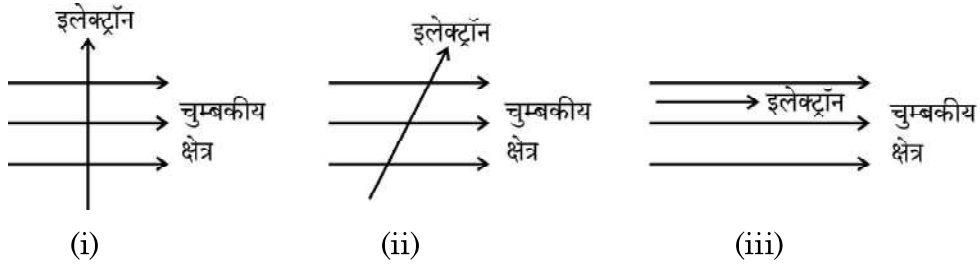 इलेक्ट्रॉन
चुम्बकीय
क्षेत्र
(i)
इलेक्ट्रॉन
चुम्बकीय
क्षेत्र
(ii)
इलेक्ट्रॉन
चुम्बकीय
क्षेत्र
(iii)